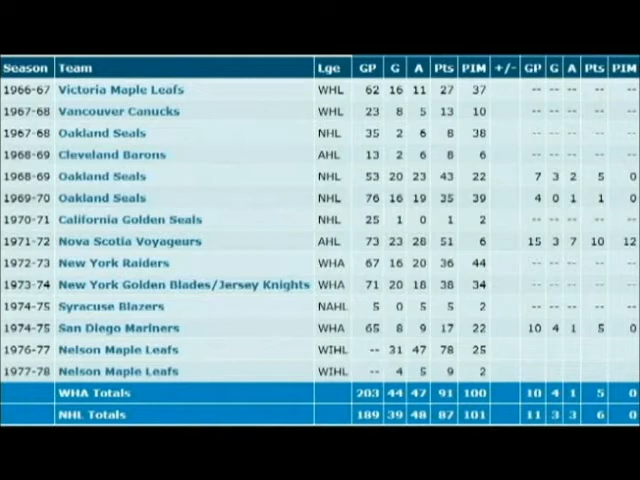 Season Team Lge GP G A Pts PIM +/- GP G A Pts PIM
1966-67 Victoria Maple Leafs WHL 62 16 11 27 37 -- -- -- -- --
1967-68 Vancouver Canucks WHL 23 8 5 13 10 -- -- -- -- --
1967-68 Oakland Seals NHL 35 2 6 8 38 -- -- -- -- --
1968-69 Cleveland Barons AHL 13 2 6 8 6 -- -- -- -- --
1968-69 Oakland Seals NHL 53 20 23 43 22 7 3 2 5 0
1969-70 Oakland Seals NHL 76 16 19 35 39 4 0 1 1 0
1970-71 California Golden Seals NHL 25 1 0 1 2 -- -- -- -- --
1971-72 Nova Scotia Voyageurs AHL 73 23 28 51 6 15 3 7 10 12
1972-73 New York Raiders WHA 67 16 20 36 44 -- -- -- -- --
1973-74 New York Golden Blades/Jersey Knights WHA 71 20 18 38 34 -- -- -- -- --
1974-75 Syracuse Blazers NAHL 5 0 5 5 2 -- -- -- -- --
1974-75 San Diego Mariners WHA 65 8 9 17 22 10 4 1 5 0
1976-77 Nelson Maple Leafs WIHL -- 31 47 78 25
1977-78 Nelson Maple Leafs WIHL -- 4 5 9 2
WHA Totals 203 44 47 91 100 10 4 1 5 0
NHL Totals 189 39 48 87 101 11 3 3 6 0